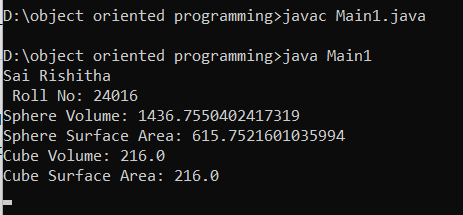 D:\object oriented programming>javac Main1.java
D:\object oriented programming>java Main1
Sai Rishitha
 Roll No: 24016
Sphere Volume: 1436.7550402417319
Sphere Surface Area: 615.7521601035994
Cube Volume: 216.0
Cube Surface Area: 216.0